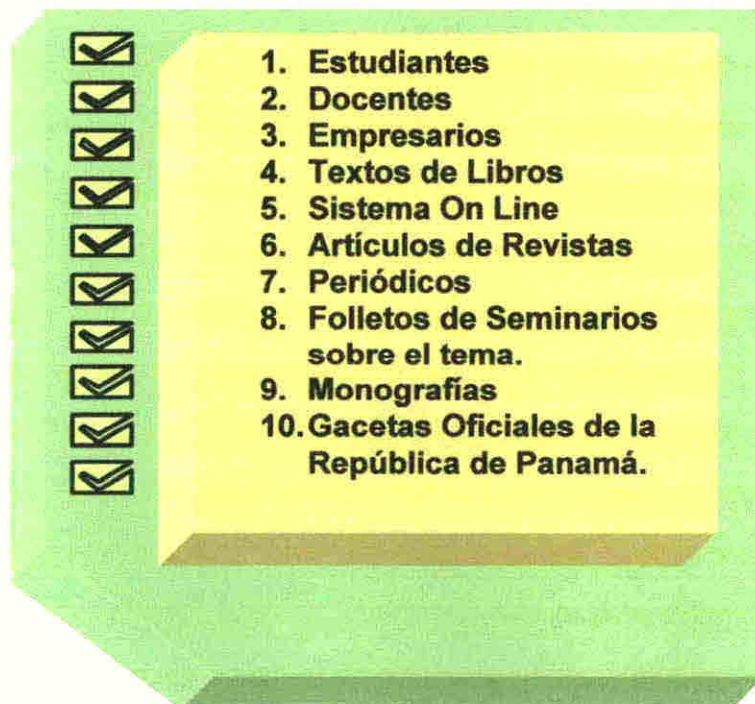 1. Estudiantes
2. Docentes
3. Empresarios
4. Textos de Libros
5. Sistema On Line
6. Artículos de Revistas
7. Periódicos
8. Folletos de Seminarios
sobre el tema.
9. Monografías
10. Gacetas Oficiales de la
República de Panamá.